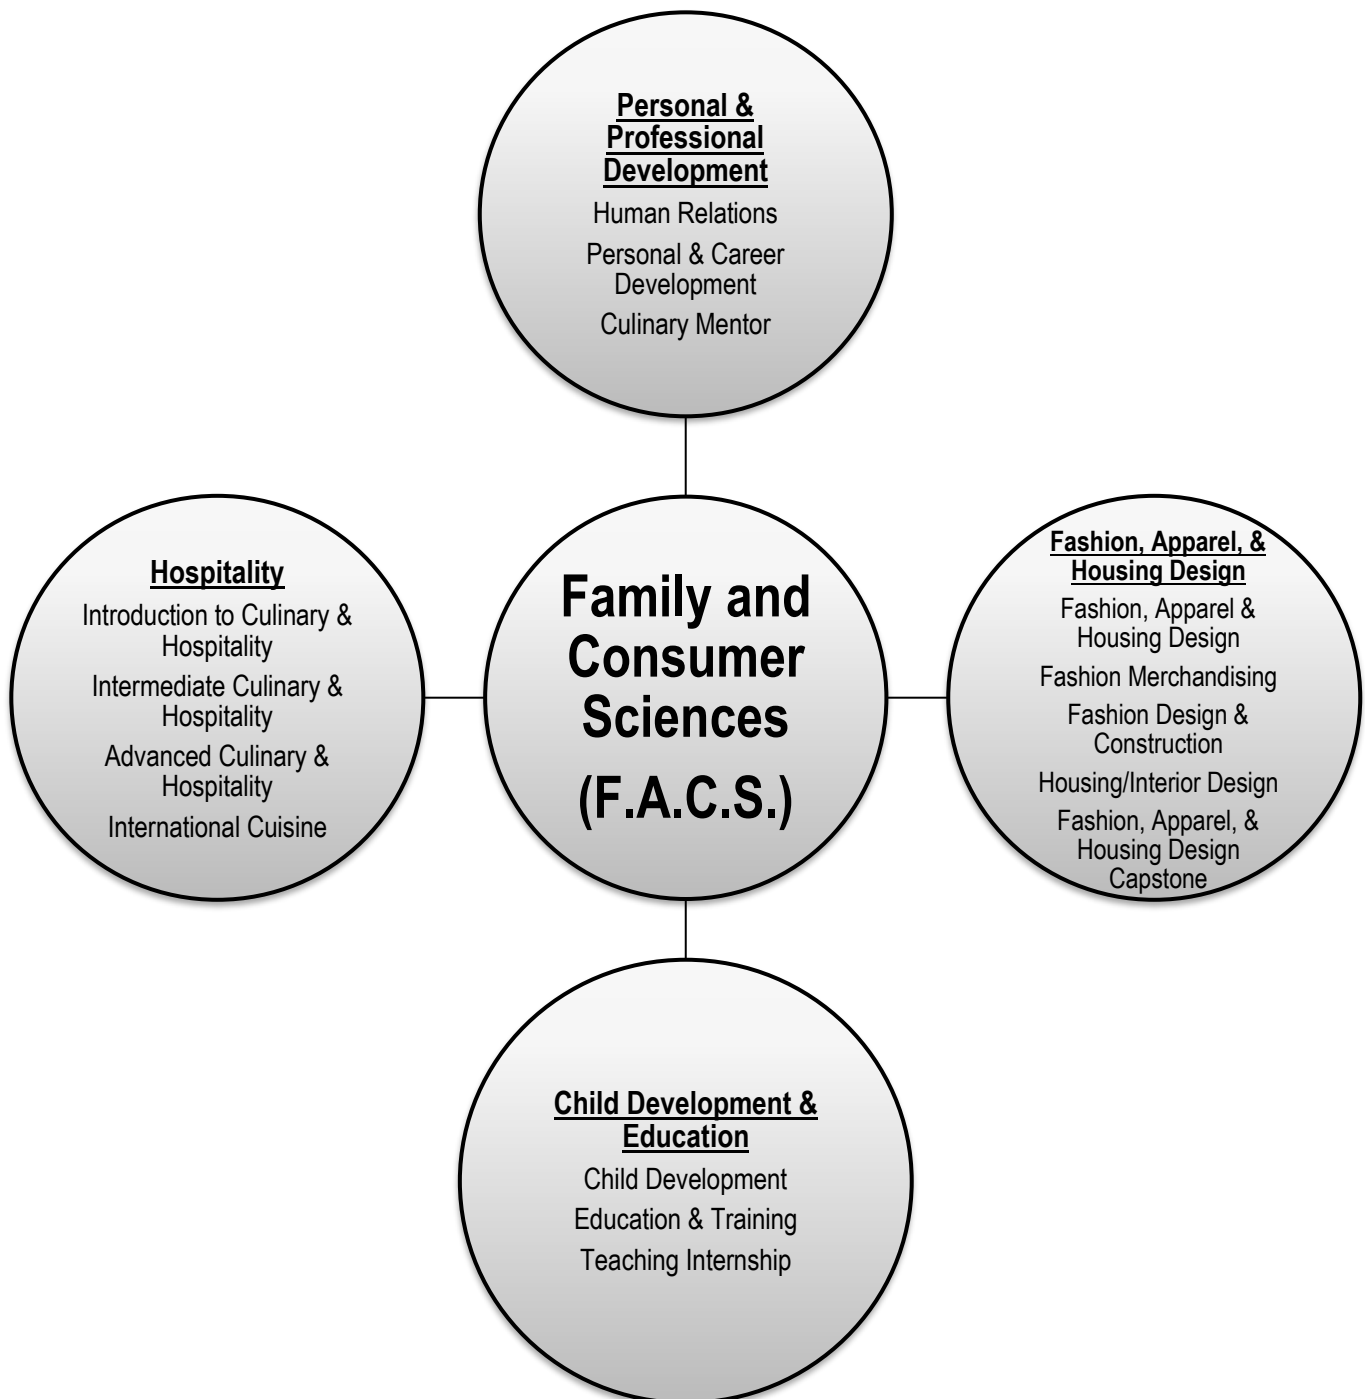 Personal &
Professional
Development
Human Relations
Personal & Career
Development
Culinary Mentor
Hospitality
Introduction to Culinary &
Hospitality
Intermediate Culinary &
Hospitality
Advanced Culinary &
Hospitality
International Cuisine
Family and
Consumer
Sciences
(F.A.C.S.)
Fashion, Apparel, &
Housing Design
Fashion, Apparel &
Housing Design
Fashion Merchandising
Fashion Design &
Construction
Housing/Interior Design
Fashion, Apparel, &
Housing Design
Capstone
Child Development &
Education
Child Development
Education & Training
Teaching Internship